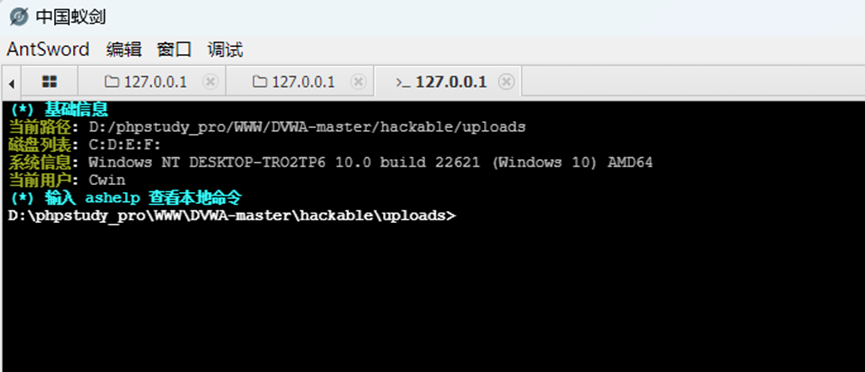 中国蚁剑
AntSword 编辑 窗口 调试
127.0.0.1 127.0.0.1 >_ 127.0.0.1
(*) 基础信息
当前路径: D:/phpstudy_pro/WWW/DVWA-master/hackable/uploads
磁盘列表: C:D:E:F:
系统信息: Windows NT DESKTOP-TRO2TP6 10.0 build 22621 (Windows 10) AMD64
当前用户: Cwin
(*) 输入 ashelp 查看本地命令
D:\phpstudy_pro\WWW\DVWA-master\hackable\uploads>